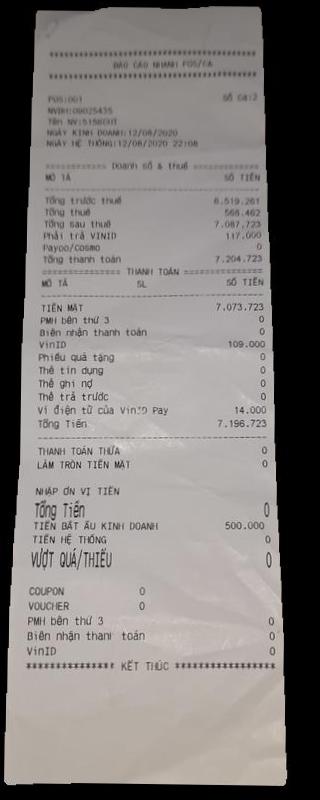 ********************************************
BÁO CÁO NHANH POS/CA
********************************************
POS:001 SỐ CA:2
NVBH:09025435
Tên NV:5156OUT
NGÀY KINH DOANH:12/08/2020
NGÀY HỆ THỐNG:12/08/2020 22:08
============ Doanh số & thuế ============
MÔ TẢ SỐ TIỀN
Tổng trước thuế 6.519.261
Tổng thuế 568.462
Tổng sau thuế 7.087.723
Phải trả VINID 117.000
Payoo/Cosmo 0
Tổng thanh toán 7.204.723
============== THANH TOÁN ==============
MÔ TẢ SL SỐ TIỀN
TIỀN MẶT 7.073.723
PMH bên thứ 3 0
Biên nhận thanh toán 0
VinID 109.000
Phiếu quà tặng 0
Thẻ tín dụng 0
Thẻ ghi nợ 0
Thẻ trả trước 0
Ví điện tử của VinID Pay 14.000
Tổng Tiền 7.196.723
THANH TOÁN THỪA 0
LÀM TRÒN TIỀN MẶT 0
NHẬP ƠN VỊ TIỀN
Tổng Tiền 0
TIỀN BẮT ẦU KINH DOANH 500.000
TIỀN HỆ THỐNG 0
VƯỢT QUÁ/THIẾU 0
COUPON 0
VOUCHER 0
PMH bên thứ 3 0
Biên nhận thanh toán 0
VinID 0
*************** KẾT THÚC *****************